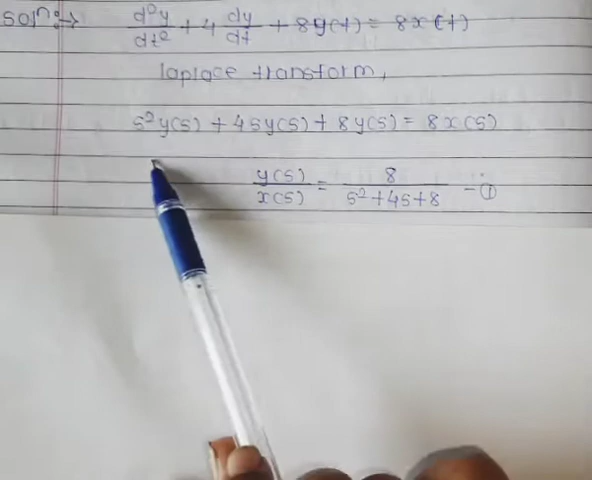 Soln:→ d²y/dt² + 4 dy/dt + 8y(t) = 8x(t)
laplace transform,
s²y(s) + 4sy(s) + 8y(s) = 8x(s)
y(s)/x(s) = 8/s²+4s+8 - ①